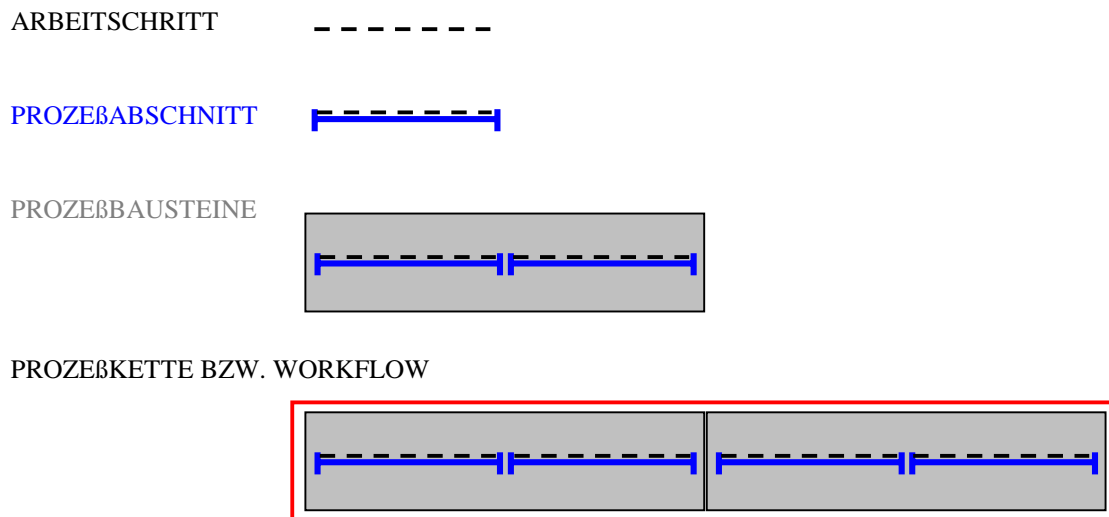 ARBEITSCHRITT
PROZEßABSCHNITT
PROZEßBAUSTEINE
PROZEßKETTE BZW. WORKFLOW